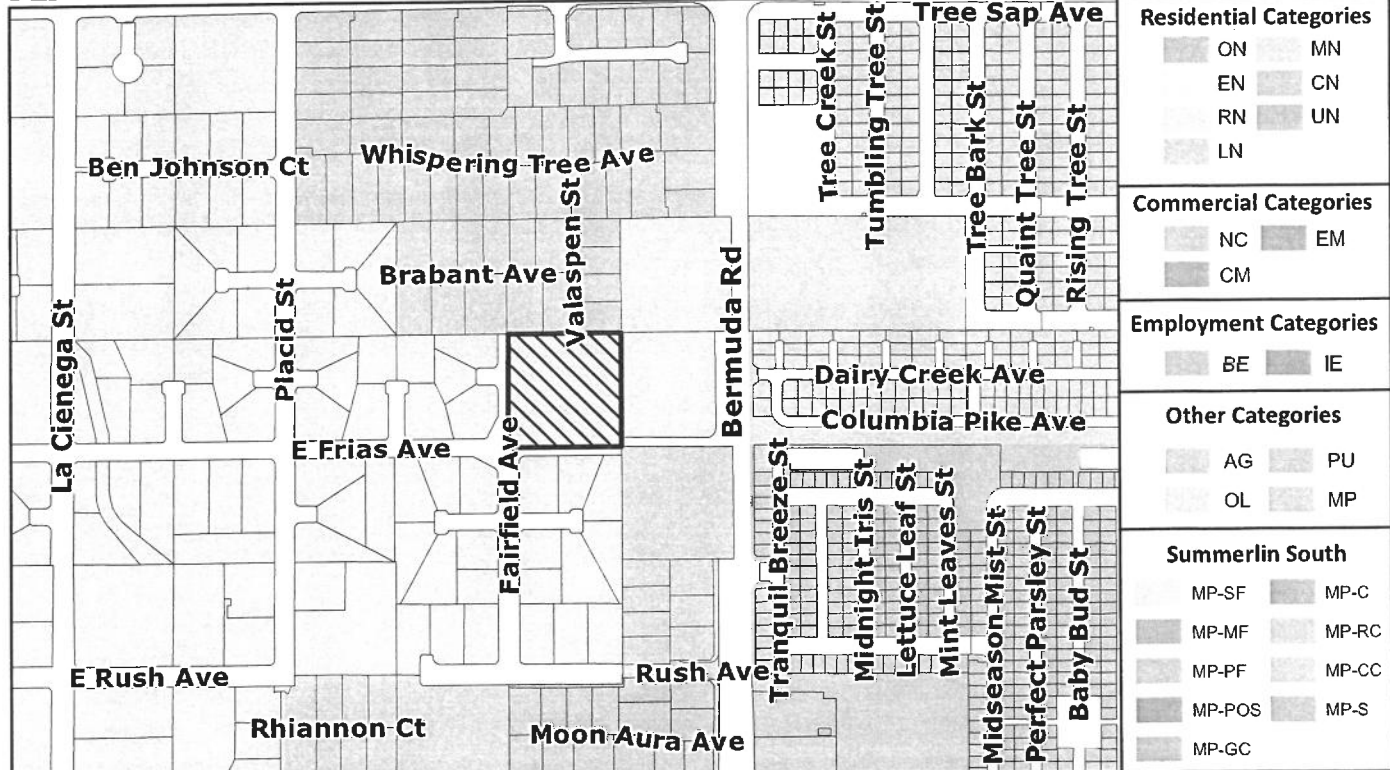 Tree Sap Ave
Tree Creek St
Tumbling Tree St
Tree Bark St
Quaint Tree St
Rising Tree St
Ben Johnson Ct
Whispering Tree Ave
Valaspen St
Brabant Ave
Bermuda Rd
La Cienega St
Placid St
Dairy Creek Ave
Columbia Pike Ave
E Frias Ave
Fairfield Ave
Tranquil Breeze St
Midnight Iris St
Lettuce Leaf St
Mint Leaves St
Midseason Mist St
Perfect Parsley St
Baby Bud St
E Rush Ave
Rush Ave
Rhiannon Ct
Moon Aura Ave
Residential Categories
ON MN
EN CN
RN UN
LN
Commercial Categories
NC EM
CM
Employment Categories
BE IE
Other Categories
AG PU
OL MP
Summerlin South
MP-SF MP-C
MP-MF MP-RC
MP-PF MP-CC
MP-POS MP-S
MP-GC